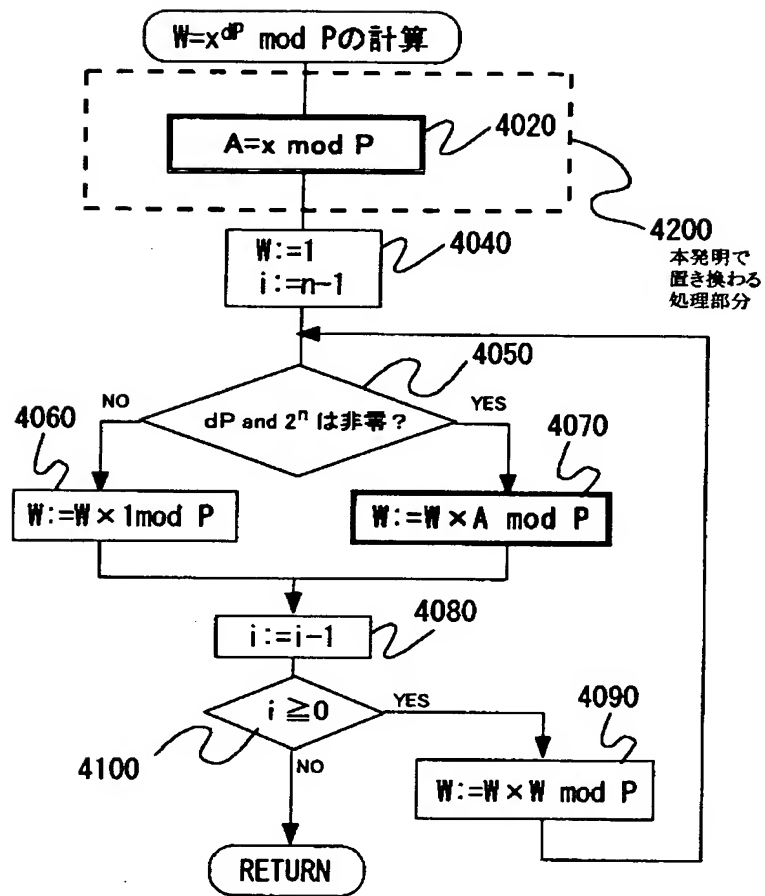 W=x^dP mod Pの計算
4020
A=x mod P
4200
本発明で
置き換わる
処理部分
4040
W:=1
i:=n-1
4050
4060
NO
dP and 2^n は非零？
YES
4070
W:=W×1mod P
W:=W×A mod P
4080
i:=i-1
i≧0
YES
4090
4100
NO
W:=W×W mod P
RETURN